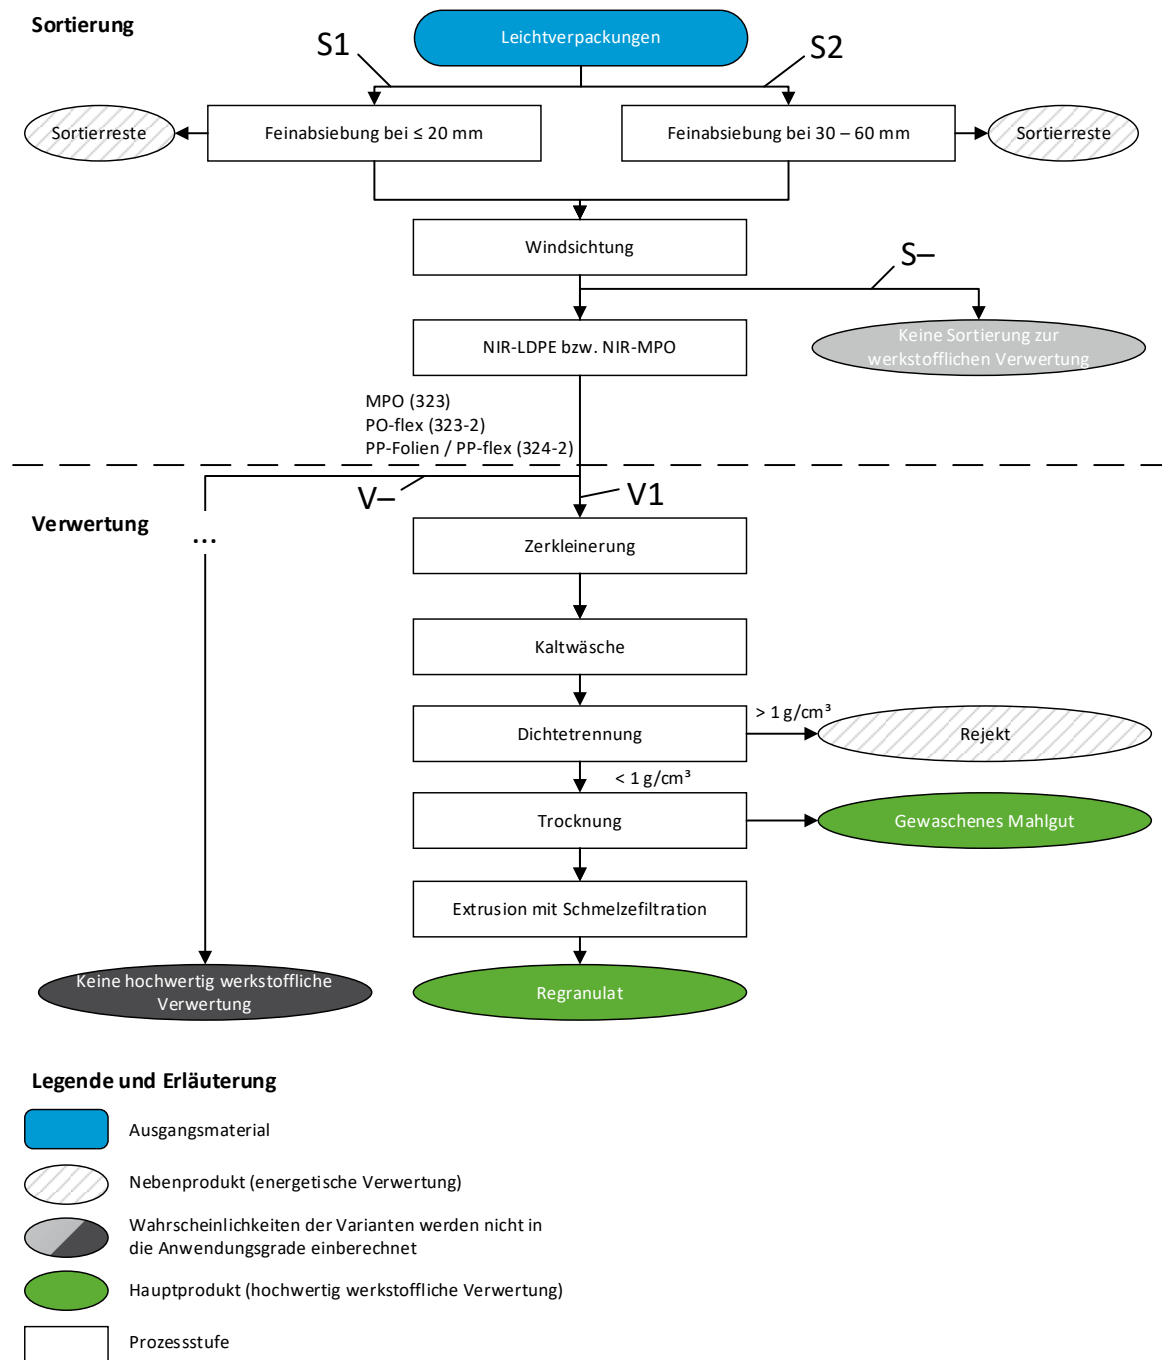 Sortierung
Leichtverpackungen
S1
S2
Sortierreste
Feinabsiebung bei ≤ 20 mm
Feinabsiebung bei 30 – 60 mm
Sortierreste
Windsichtung
S–
NIR-LDPE bzw. NIR-MPO
Keine Sortierung zur
werkstofflichen Verwertung
MPO (323)
PO-flex (323-2)
PP-Folien / PP-flex (324-2)
V–
V1
Verwertung
...
Zerkleinerung
Kaltwäsche
Dichtetrennung
> 1 g/cm³
Rejekt
< 1 g/cm³
Trocknung
Gewaschenes Mahlgut
Extrusion mit Schmelzefiltration
Keine hochwertig werkstoffliche
Verwertung
Regranulat
Legende und Erläuterung
Ausgangsmaterial
Nebenprodukt (energetische Verwertung)
Wahrscheinlichkeiten der Varianten werden nicht in
die Anwendungsgrade einberechnet
Hauptprodukt (hochwertig werkstoffliche Verwertung)
Prozessstufe